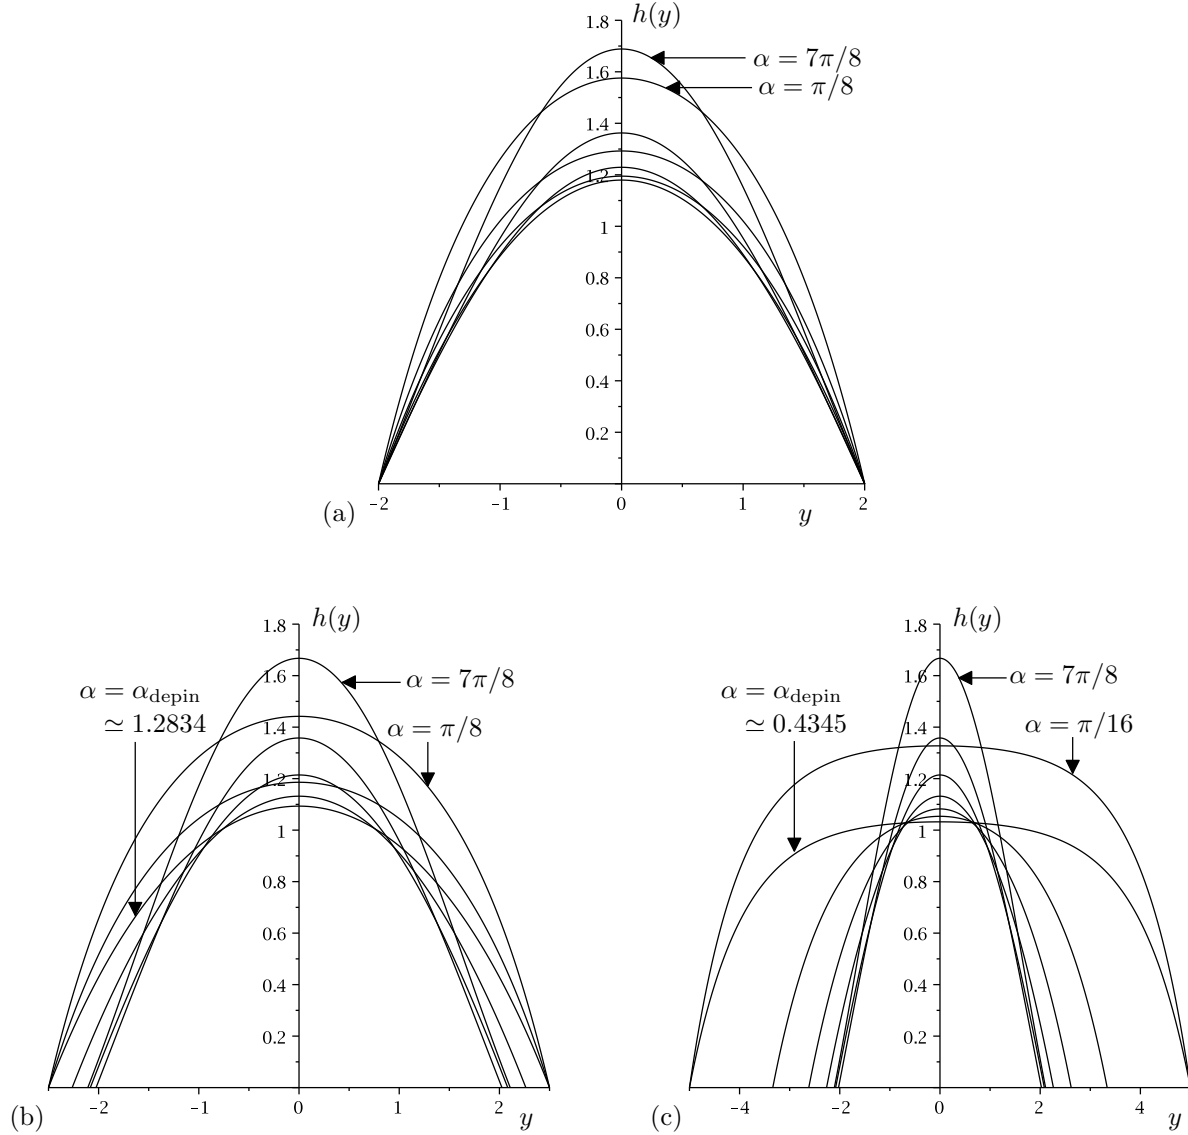 h(y)
1.8
1.6
1.4
1.2
1
0.8
0.6
0.4
0.2
α = 7π/8
α = π/8
−2 −1 0 1 2
(a) y
h(y)
1.8
1.6
1.4
1.2
1
0.8
0.6
0.4
0.2
α = α_depin
≃ 1.2834
α = 7π/8
α = π/8
−2 −1 0 1 2
(b) y
h(y)
1.8
1.6
1.4
1.2
1
0.8
0.6
0.4
0.2
α = α_depin
≃ 0.4345
α = 7π/8
α = π/16
−4 −2 0 2 4
(c) y